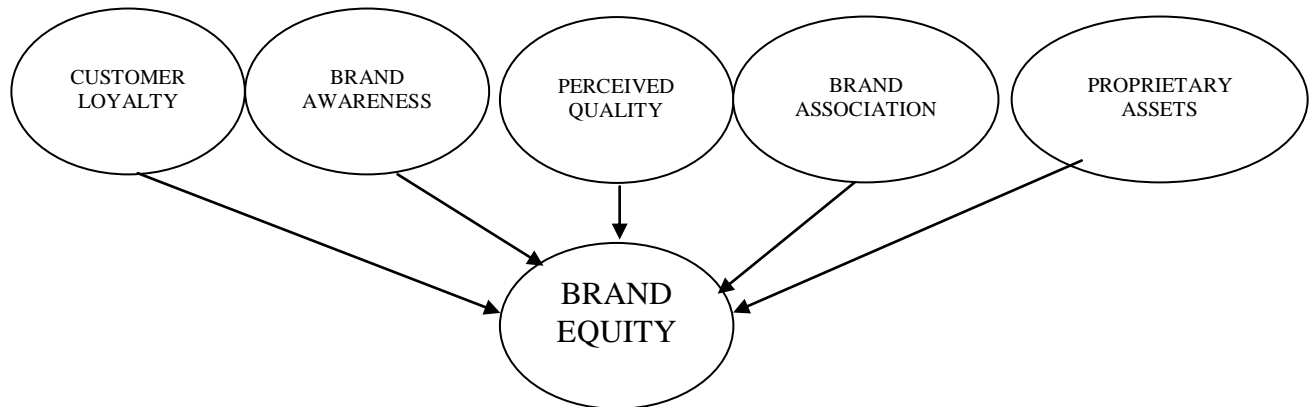 CUSTOMER
LOYALTY
BRAND
AWARENESS
PERCEIVED
QUALITY
BRAND
ASSOCIATION
PROPRIETARY
ASSETS
BRAND
EQUITY